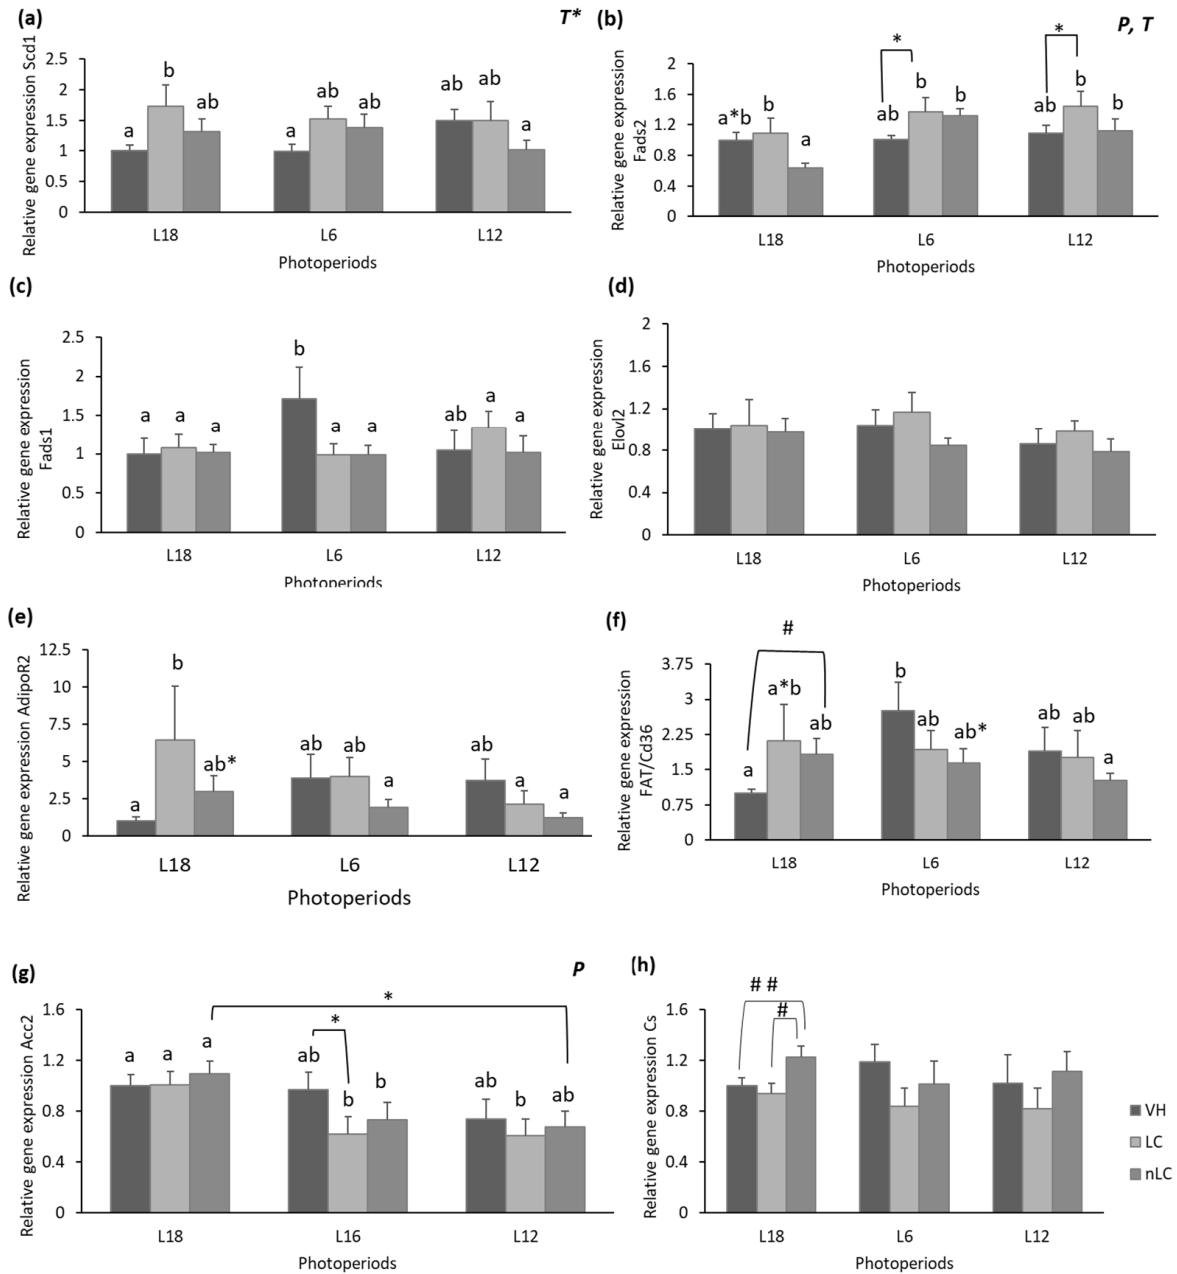 (a)
T*
Relative gene expression Scd1
2.5
2
1.5
1
0.5
0
a
b
ab
a
ab
ab
ab
ab
a
L18
L6
L12
Photoperiods
(b)
P, T
Relative gene expression
Fads2
2
1.6
1.2
0.8
0.4
0
a*b
b
a
*
ab
b
b
*
ab
b
b
L18
L6
L12
Photoperiods
(c)
Relative gene expression
Fads1
2.5
2
1.5
1
0.5
0
a
a
a
b
a
a
ab
a
a
L18
L6
L12
Photoperiods
(d)
Relative gene expression
Elovl2
2
1.6
1.2
0.8
0.4
0
L18
L6
L12
Photoperiods
(e)
Relative gene expression AdipoR2
12.5
10
7.5
5
2.5
0
a
b
ab*
ab
ab
a
ab
a
a
L18
L6
L12
Photoperiods
(f)
Relative gene expression
FAT/Cd36
3.75
3
2.25
1.5
0.75
0
#
a
a*b
ab
b
ab
ab*
ab
ab
a
L18
L6
L12
Photoperiods
(g)
P
Relative gene expression Acc2
1.6
1.2
0.8
0.4
0
*
*
a
a
a
ab
b
b
ab
b
ab
L18
L16
L12
Photoperiods
(h)
Relative gene expression Cs
1.6
1.2
0.8
0.4
0
# #
#
L18
L6
L12
Photoperiods
VH
LC
nLC